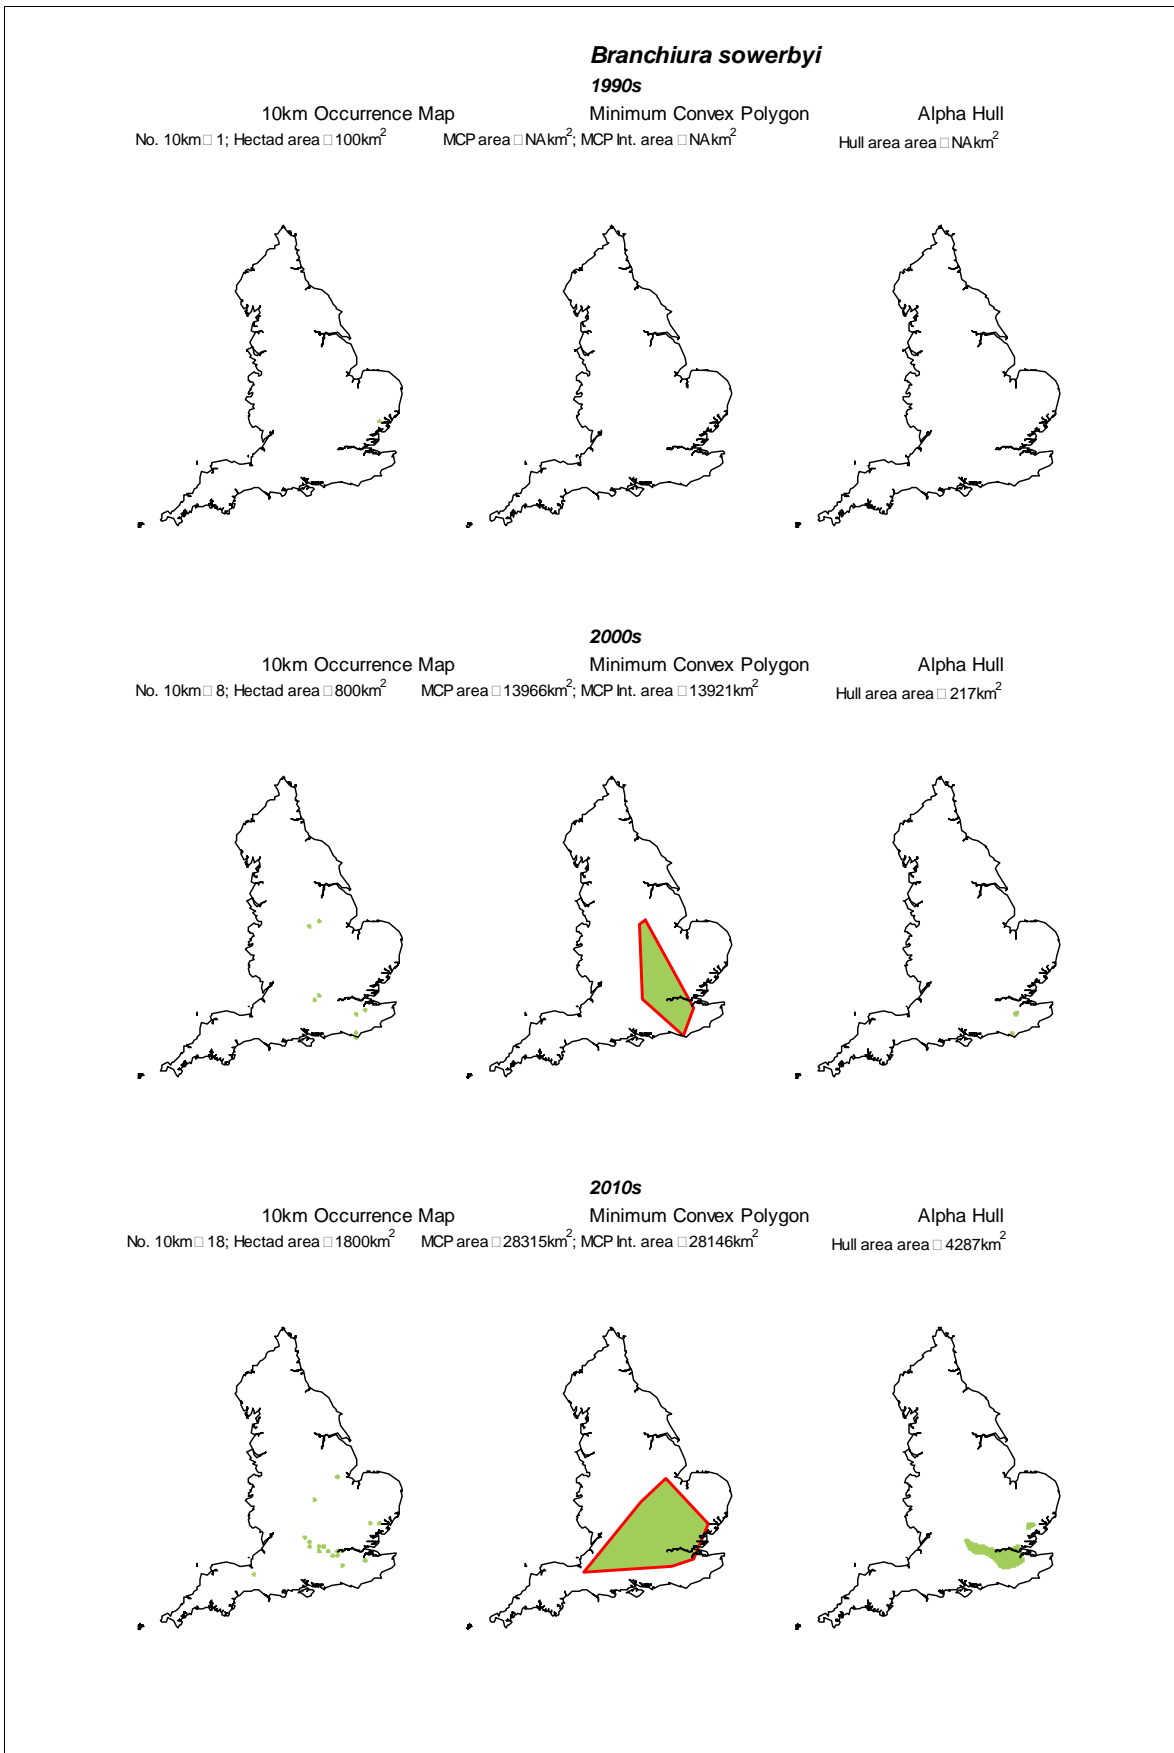 Branchiura sowerbyi
1990s
10km Occurrence Map Minimum Convex Polygon Alpha Hull
No. 10km□1; Hectad area □100km² MCP area □NAkm²; MCP Int. area □NAkm² Hull area area □NAkm²
2000s
10km Occurrence Map Minimum Convex Polygon Alpha Hull
No. 10km□8; Hectad area □800km² MCP area □13966km²; MCP Int. area □13921km² Hull area area □217km²
2010s
10km Occurrence Map Minimum Convex Polygon Alpha Hull
No. 10km□18; Hectad area □1800km² MCP area □28315km²; MCP Int. area □28146km² Hull area area □4287km²